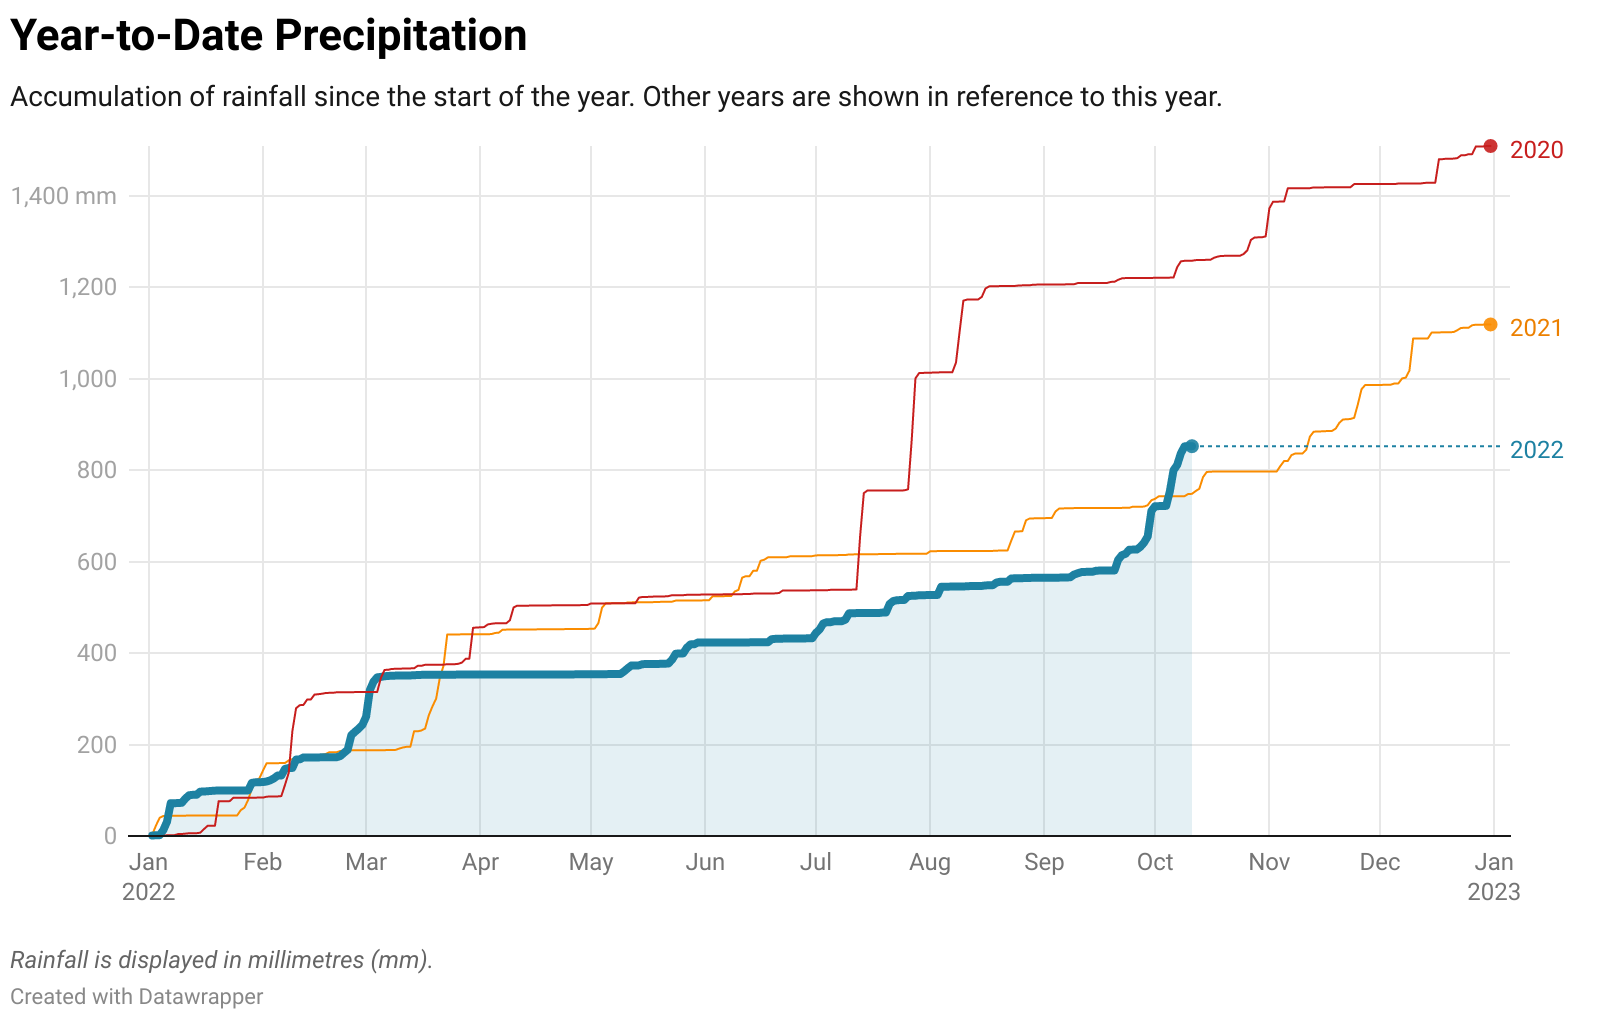 Year-to-Date Precipitation
Accumulation of rainfall since the start of the year. Other years are shown in reference to this year.
2020
1,400 mm
1,200
2021
1,000
2022
800
600
400
200
0
Jan Feb Mar Apr May Jun Jul Aug Sep Oct Nov Dec Jan
2022 2023
Rainfall is displayed in millimetres (mm).
Created with Datawrapper